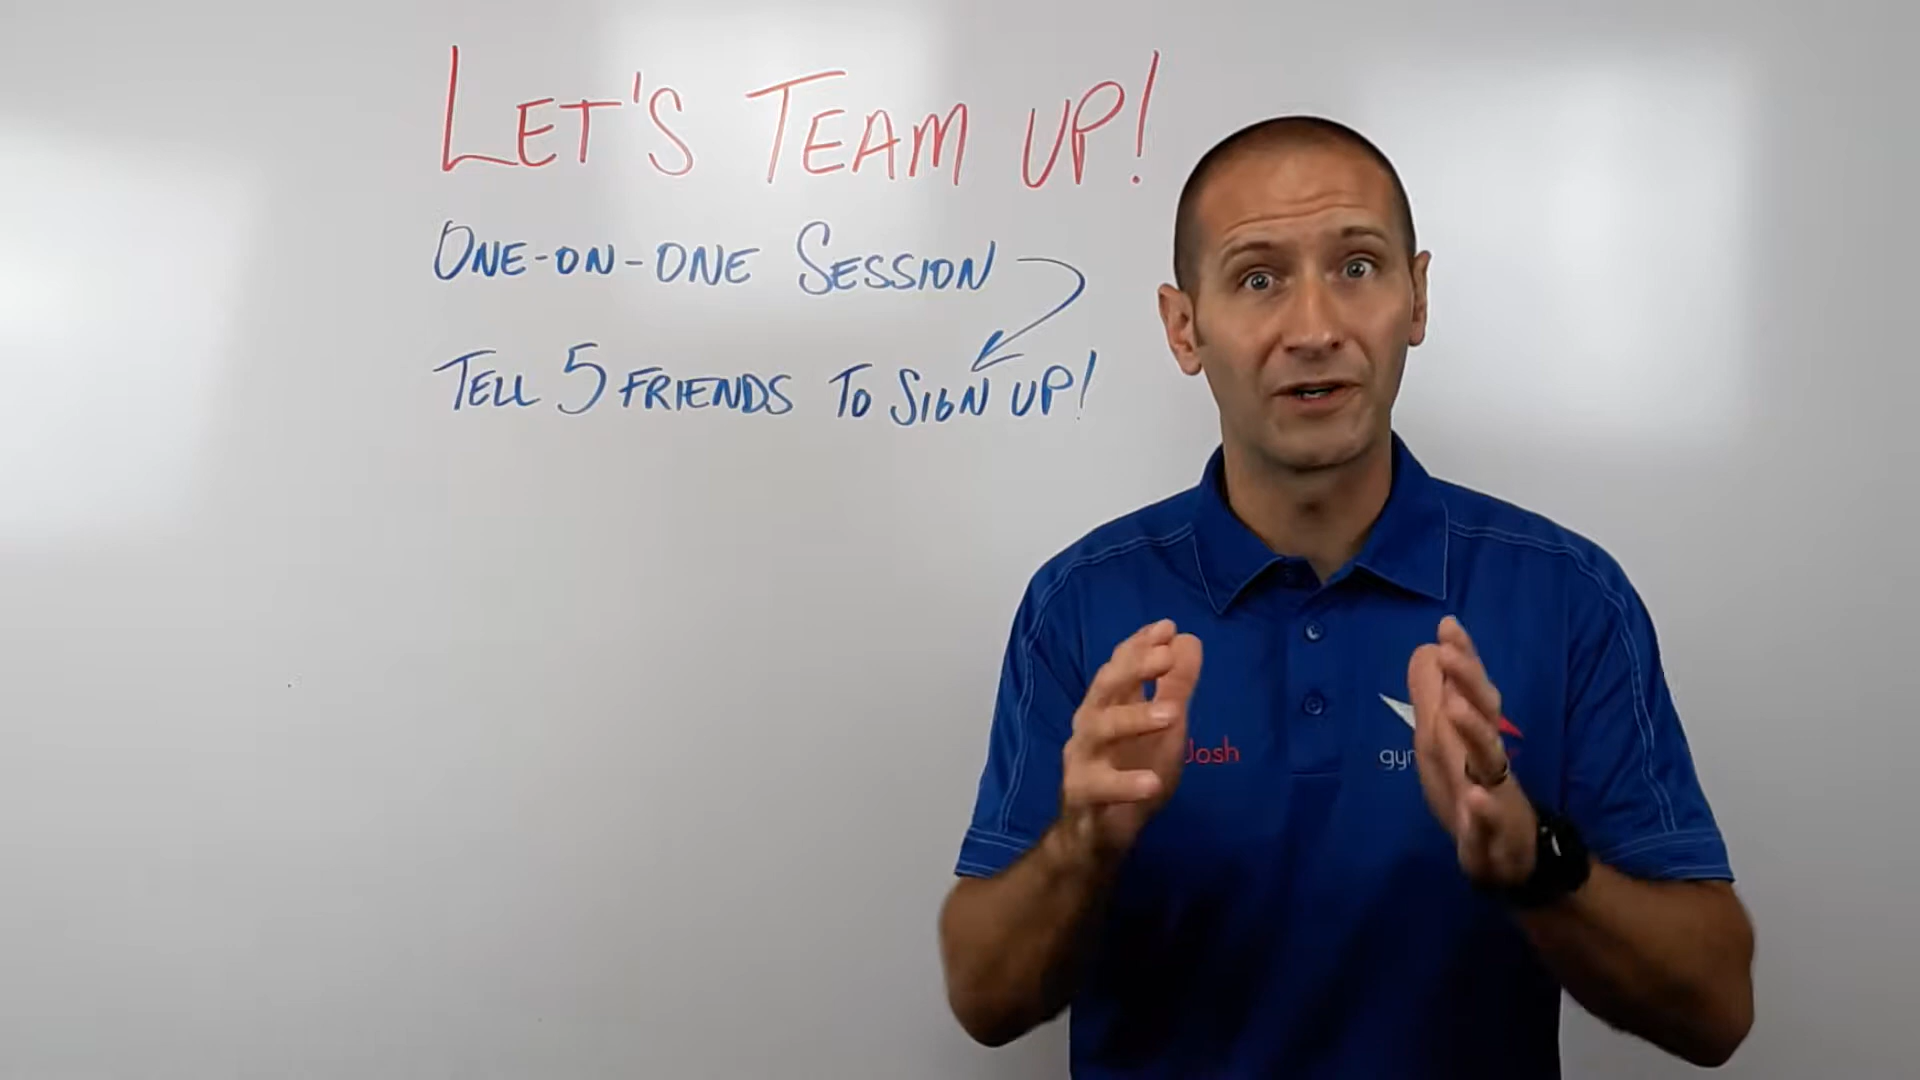 LET'S TEAM UP!
ONE-ON-ONE SESSION
TELL 5 FRIENDS TO SIGN UP!
Josh